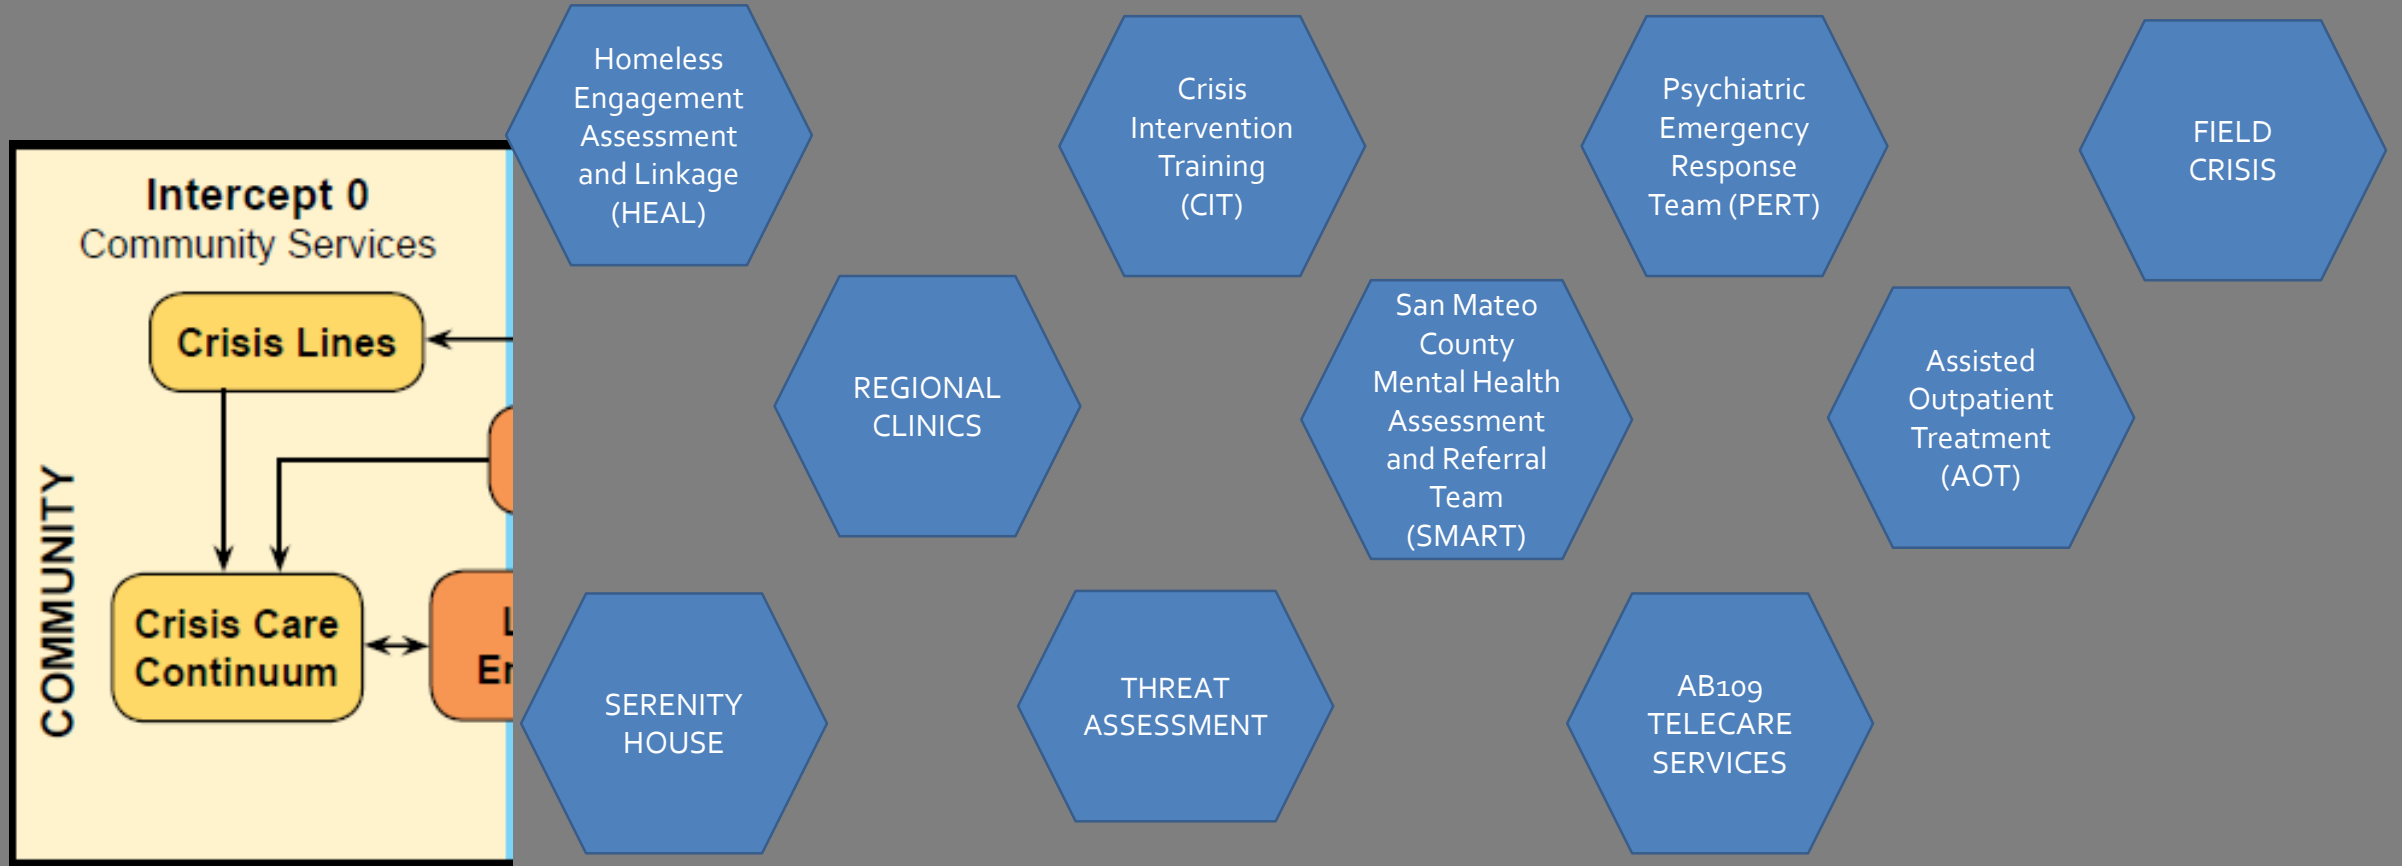 Intercept 0
Community Services
Crisis Lines
COMMUNITY
Crisis Care
Continuum
Homeless
Engagement
Assessment
and Linkage
(HEAL)
Crisis
Intervention
Training
(CIT)
Psychiatric
Emergency
Response
Team (PERT)
FIELD
CRISIS
REGIONAL
CLINICS
San Mateo
County
Mental Health
Assessment
and Referral
Team
(SMART)
Assisted
Outpatient
Treatment
(AOT)
SERENITY
HOUSE
THREAT
ASSESSMENT
AB109
TELECARE
SERVICES